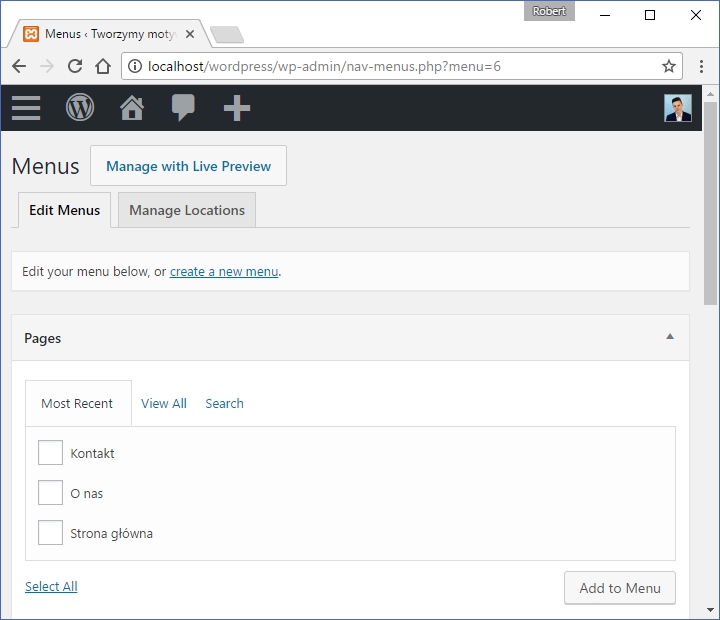 Robert
Menus ‹ Tworzymy moty
localhost/wordpress/wp-admin/nav-menus.php?menu=6
Menus
Manage with Live Preview
Edit Menus
Manage Locations
Edit your menu below, or create a new menu.
Pages
Most Recent
View All
Search
Kontakt
O nas
Strona główna
Select All
Add to Menu